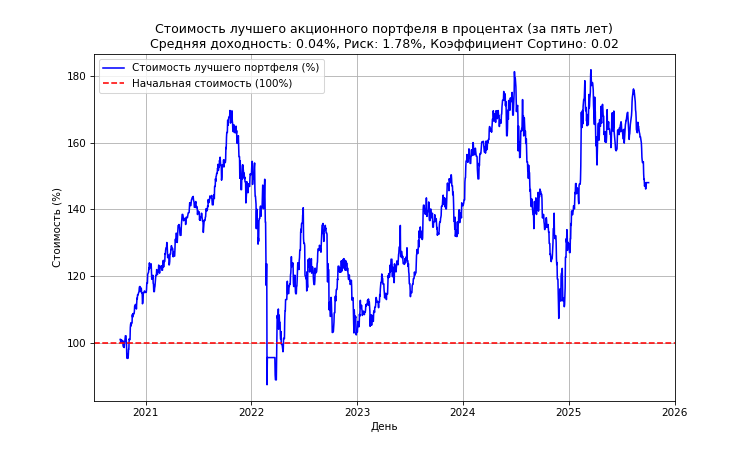 Стоимость лучшего акционного портфеля в процентах (за пять лет)
Средняя доходность: 0.04%, Риск: 1.78%, Коэффициент Сортино: 0.02
Стоимость лучшего портфеля (%)
Начальная стоимость (100%)
Стоимость (%)
180
160
140
120
100
2021
2022
2023
2024
2025
2026
День